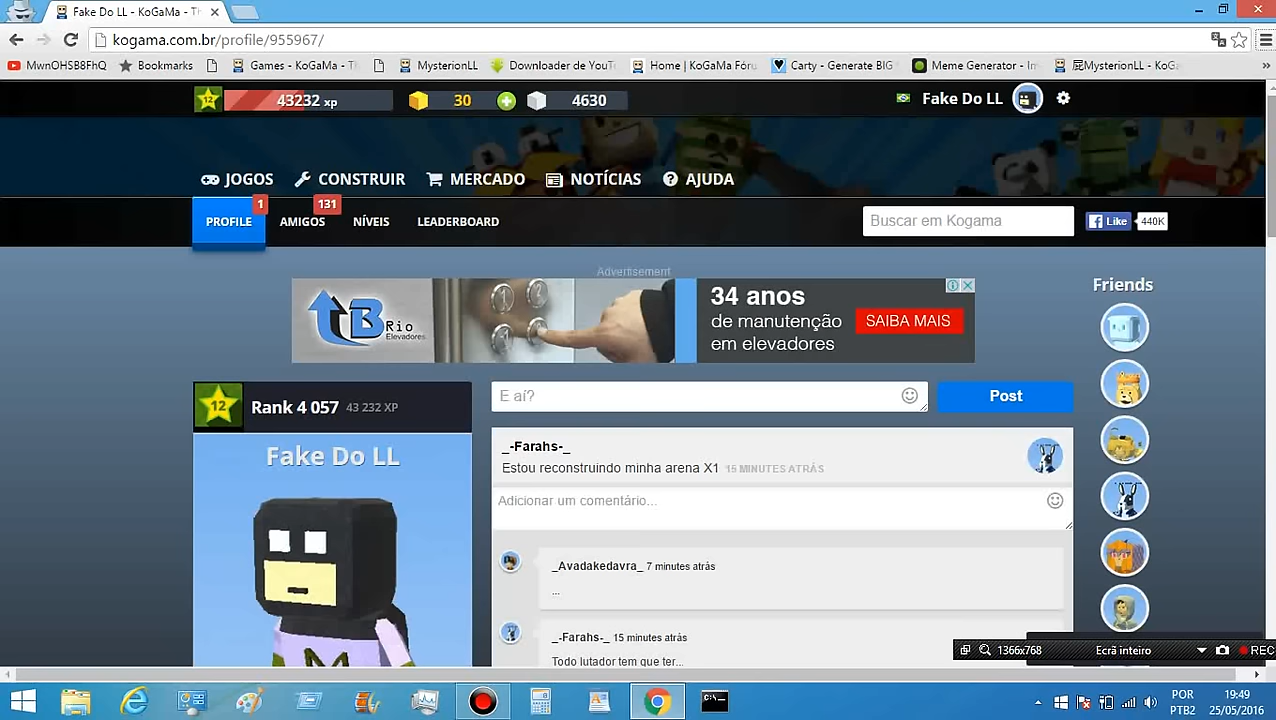 Fake Do LL - KoGaMa - T
kogama.com.br/profile/955967/
MwnOHSB8FhQ
Bookmarks
Games - KoGaMa -
MysterionLL
Downloader de YouT
Home | KoGaMa Fóru
Carty - Generate BIG
Meme Generator -
MysterionLL - KoGa
»
12
43232 xp
30
4630
Fake Do LL
JOGOS
CONSTRUIR
MERCADO
NOTÍCIAS
AJUDA
PROFILE
1
AMIGOS
131
NÍVEIS
LEADERBOARD
Buscar em Kogama
Like
440K
Advertisement
Friends
B
Rio
Elevadores
34 anos
de manutenção
em elevadores
SAIBA MAIS
12
Rank 4 057 43 232 XP
E aí?
Post
Fake Do LL
M
_-Farahs-_
Estou reconstruindo minha arena X1 15 MINUTES ATRÁS
Adicionar um comentário...
_Avadakedavra_ 7 minutes atrás
...
_-Farahs-_ 15 minutes atrás
Todo lutador tem que ter...
1366x768
Ecrã inteiro
REC
POR
PTB2
19:49
25/05/2016